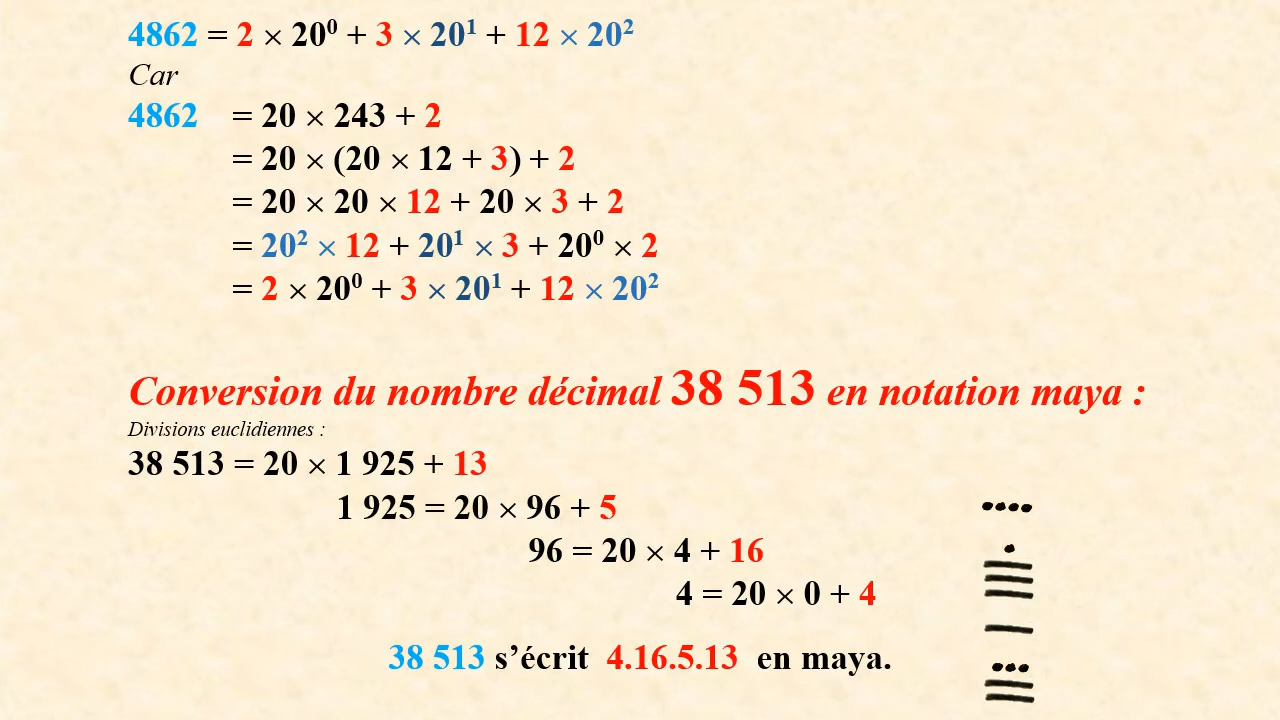 4862 = 2 × 20⁰ + 3 × 20¹ + 12 × 20²
Car
4862 = 20 × 243 + 2
= 20 × (20 × 12 + 3) + 2
= 20 × 20 × 12 + 20 × 3 + 2
= 20² × 12 + 20¹ × 3 + 20⁰ × 2
= 2 × 20⁰ + 3 × 20¹ + 12 × 20²
Conversion du nombre décimal 38 513 en notation maya :
Divisions euclidiennes :
38 513 = 20 × 1 925 + 13
1 925 = 20 × 96 + 5
96 = 20 × 4 + 16
4 = 20 × 0 + 4
38 513 s’écrit 4.16.5.13 en maya.